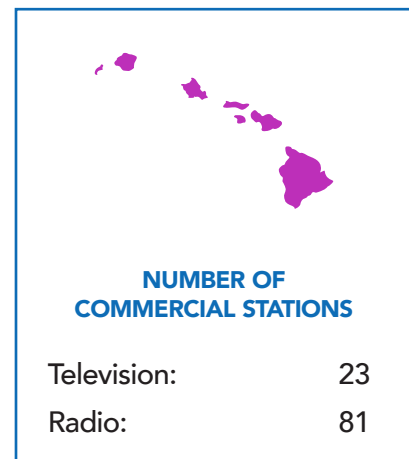 NUMBER OF
COMMERCIAL STATIONS
Television: 23
Radio: 81